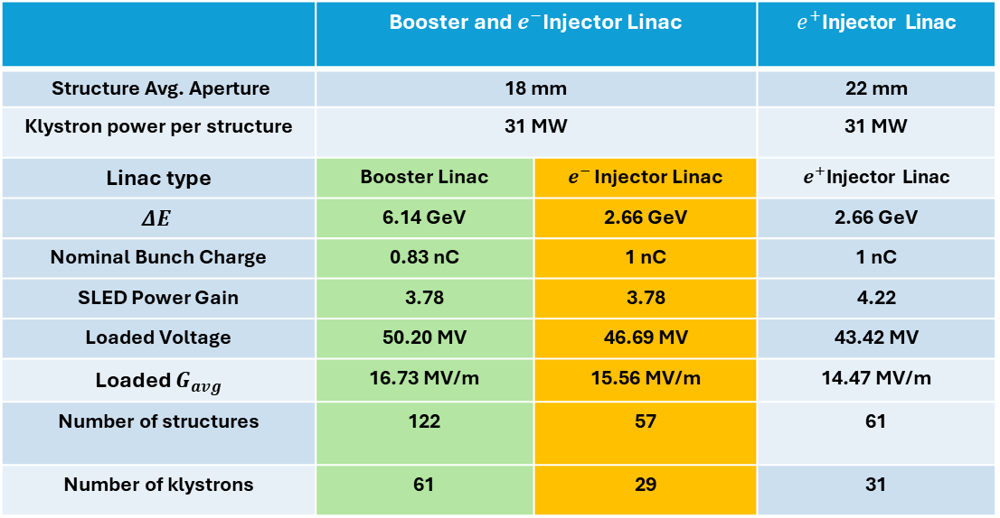 Booster and e⁻Injector Linac
e⁺Injector Linac
Structure Avg. Aperture
18 mm
22 mm
Klystron power per structure
31 MW
31 MW
Linac type
Booster Linac
e⁻ Injector Linac
e⁺Injector Linac
ΔE
6.14 GeV
2.66 GeV
2.66 GeV
Nominal Bunch Charge
0.83 nC
1 nC
1 nC
SLED Power Gain
3.78
3.78
4.22
Loaded Voltage
50.20 MV
46.69 MV
43.42 MV
Loaded G_avg
16.73 MV/m
15.56 MV/m
14.47 MV/m
Number of structures
122
57
61
Number of klystrons
61
29
31